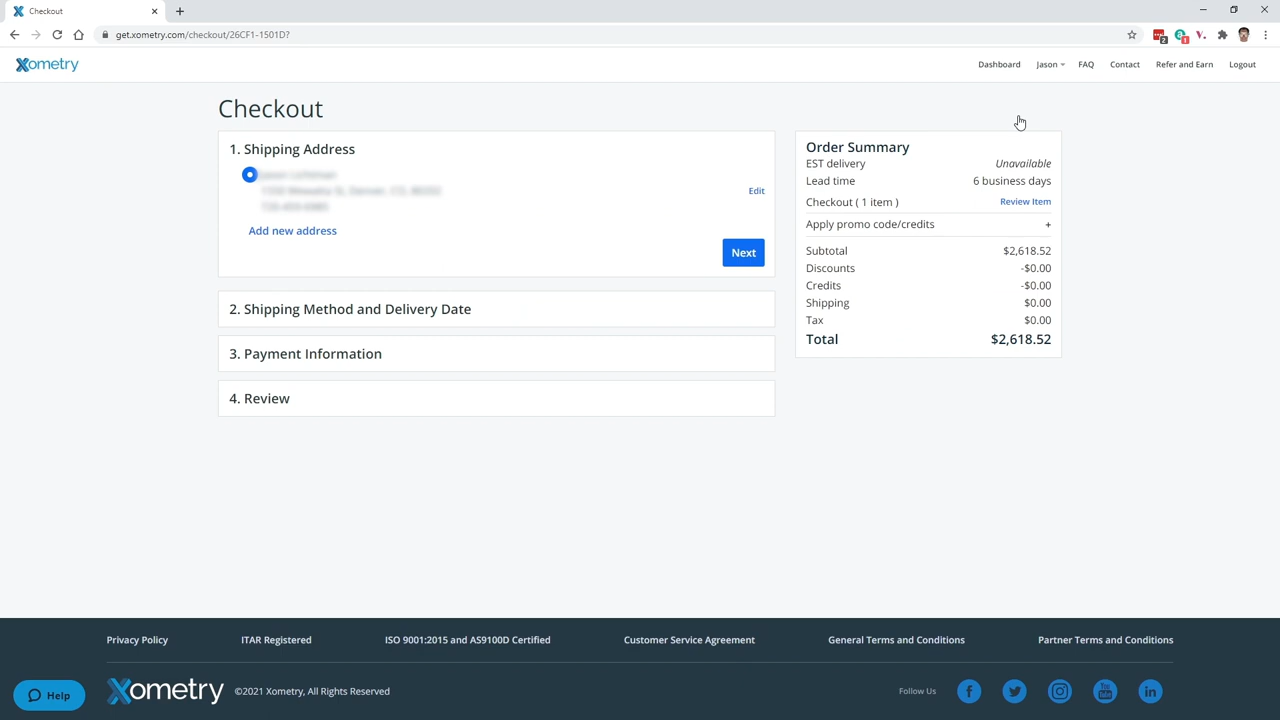 Checkout
get.xometry.com/checkout/26CF1-1501D?
2
1
Xometry
Dashboard
Jason
FAQ
Contact
Refer and Earn
Logout
Checkout
1. Shipping Address
Edit
Add new address
Next
2. Shipping Method and Delivery Date
3. Payment Information
4. Review
Order Summary
EST delivery Unavailable
Lead time 6 business days
Checkout ( 1 item ) Review Item
Apply promo code/credits +
Subtotal $2,618.52
Discounts -$0.00
Credits -$0.00
Shipping $0.00
Tax $0.00
Total $2,618.52
Privacy Policy
ITAR Registered
ISO 9001:2015 and AS9100D Certified
Customer Service Agreement
General Terms and Conditions
Partner Terms and Conditions
Help
Xometry
©2021 Xometry, All Rights Reserved
Follow Us